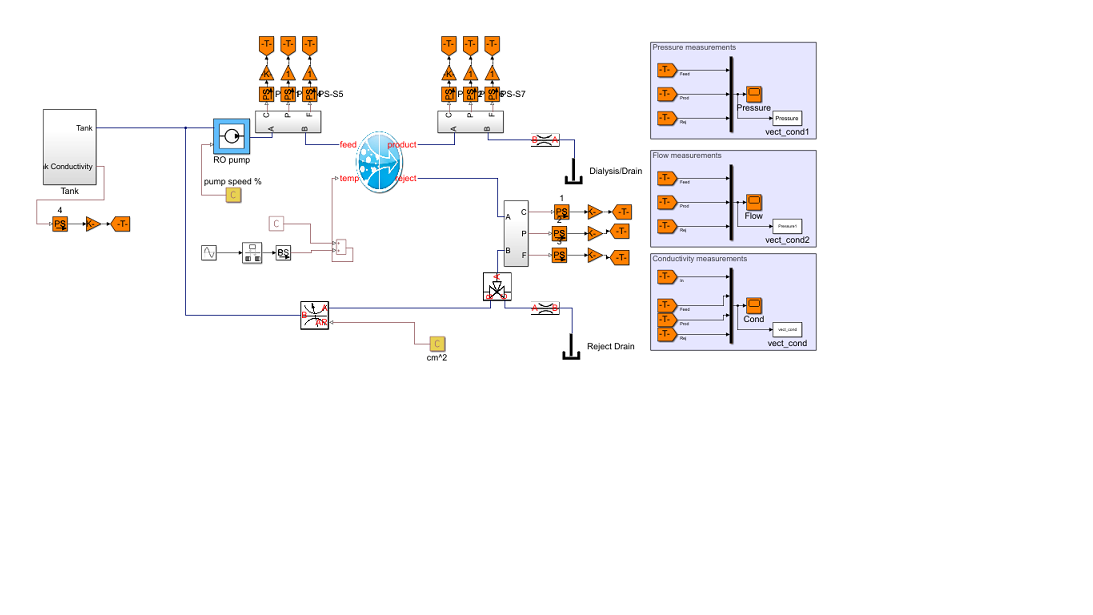 -T-
-T-
-T-
-K-
1
1
PS
PS
PS
PS-S5
C
P
F
A
B
-T-
-T-
-T-
-K-
1
1
PS
PS
PS
PS-S7
C
P
F
A
B
Tank
k Conductivity
Tank
RO pump
pump speed %
C
4
PS
K-
-T-
feed
product
temp
reject
B
A
Dialysis/Drain
C
PS
A
B
C
P
F
1
PS
K-
-T-
2
PS
K-
-T-
3
PS
K-
-T-
A
B
A
AR
A
B
Reject Drain
C
cm^2
Pressure measurements
-T-
Feed
-T-
Prod
-T-
Rej
Pressure
Pressure
vect_cond1
Flow measurements
-T-
Feed
-T-
Prod
-T-
Rej
Flow
Pressure1
vect_cond2
Conductivity measurements
-T-
In
-T-
Feed
-T-
Prod
-T-
Rej
Cond
vect_cond
vect_cond